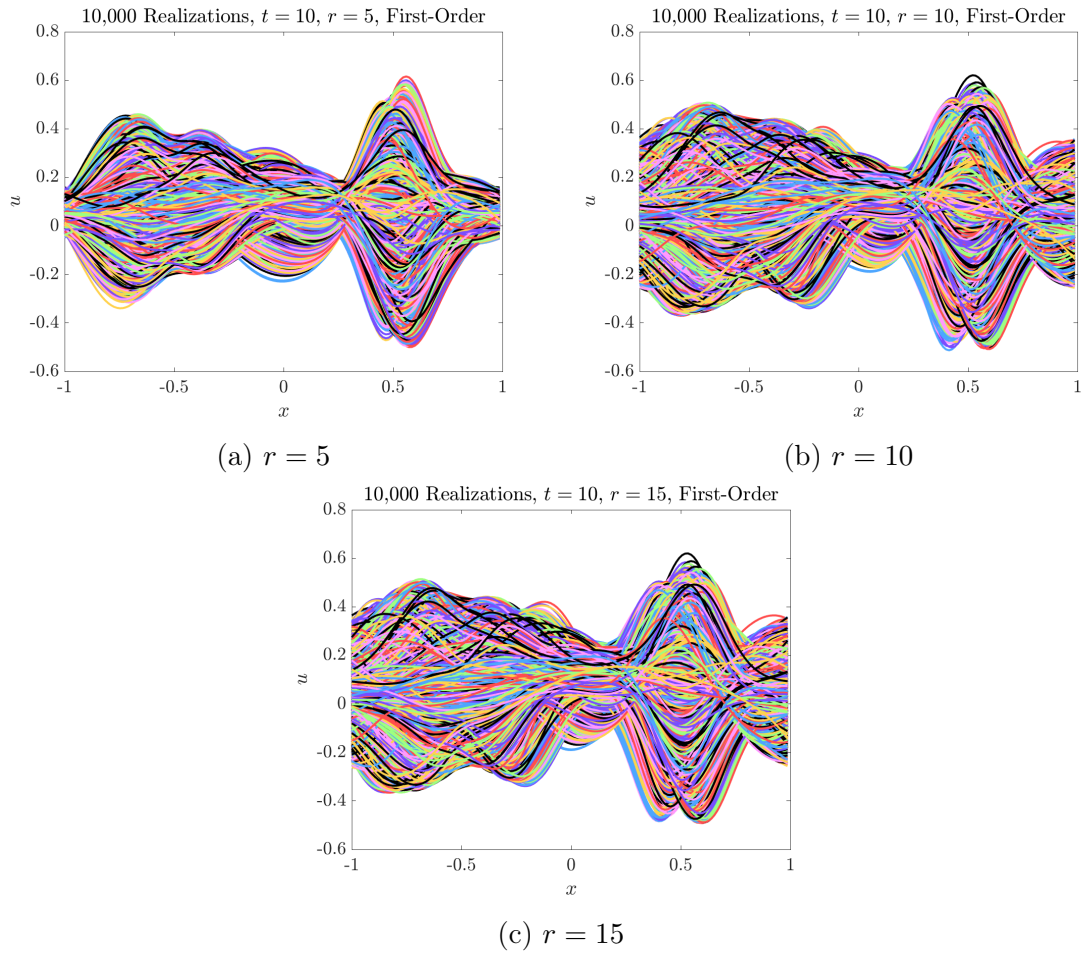 10,000 Realizations, t = 10, r = 5, First-Order
0.8
0.6
0.4
0.2
0
-0.2
-0.4
-0.6
u
-1 -0.5 0 0.5 1
x
(a) r = 5
10,000 Realizations, t = 10, r = 10, First-Order
0.8
0.6
0.4
0.2
0
-0.2
-0.4
-0.6
u
-1 -0.5 0 0.5 1
x
(b) r = 10
10,000 Realizations, t = 10, r = 15, First-Order
0.8
0.6
0.4
0.2
0
-0.2
-0.4
-0.6
u
-1 -0.5 0 0.5 1
x
(c) r = 15